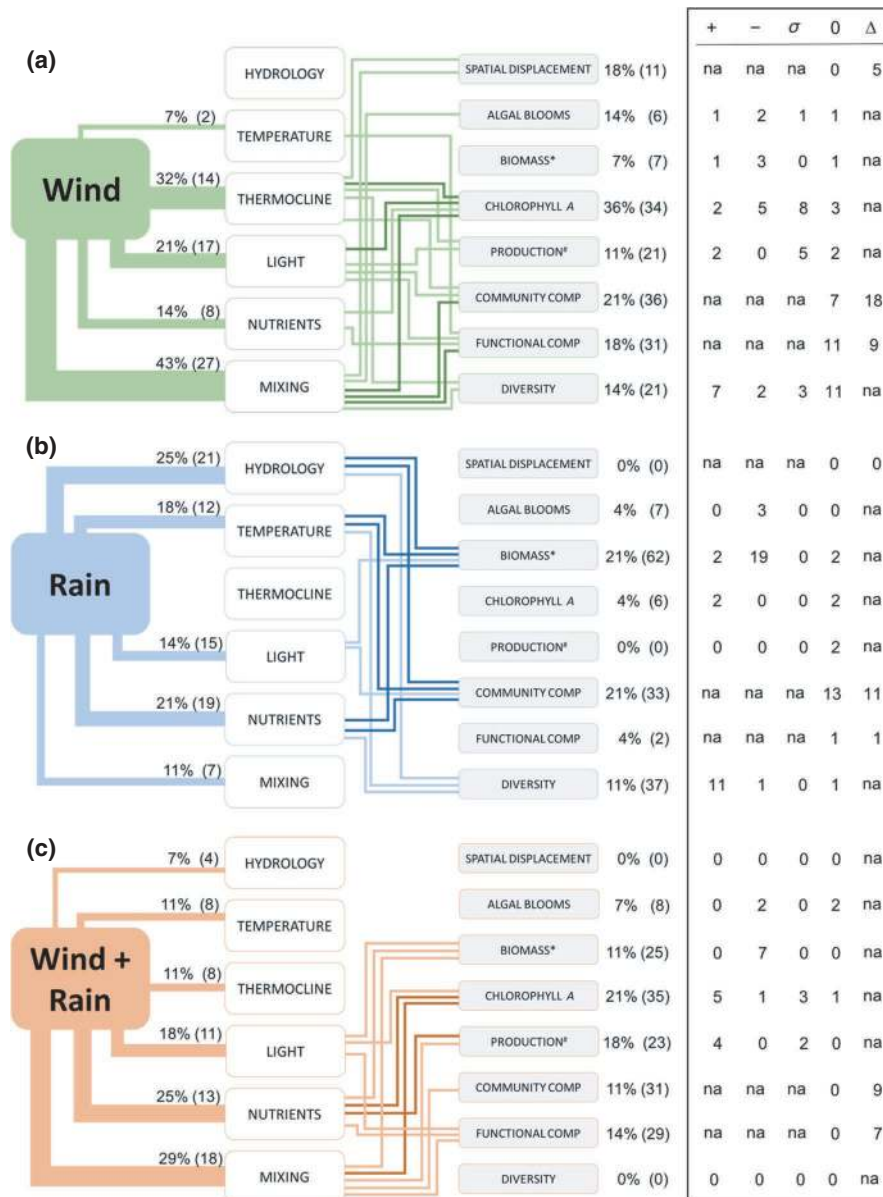 + − σ 0 Δ
(a)
HYDROLOGY
SPATIAL DISPLACEMENT 18% (11) na na na 0 5
7% (2)
TEMPERATURE
ALGAL BLOOMS 14% (6) 1 2 1 1 na
Wind
BIOMASS* 7% (7) 1 3 0 1 na
32% (14)
THERMOCLINE
CHLOROPHYLL A 36% (34) 2 5 8 3 na
21% (17)
LIGHT
PRODUCTION# 11% (21) 2 0 5 2 na
COMMUNITY COMP 21% (36) na na na 7 18
14% (8)
NUTRIENTS
FUNCTIONAL COMP 18% (31) na na na 11 9
43% (27)
MIXING
DIVERSITY 14% (21) 7 2 3 11 na
(b)
25% (21)
HYDROLOGY
SPATIAL DISPLACEMENT 0% (0) na na na 0 0
18% (12)
TEMPERATURE
ALGAL BLOOMS 4% (7) 0 3 0 0 na
Rain
BIOMASS* 21% (62) 2 19 0 2 na
THERMOCLINE
CHLOROPHYLL A 4% (6) 2 0 0 2 na
14% (15)
LIGHT
PRODUCTION# 0% (0) 0 0 0 2 na
COMMUNITY COMP 21% (33) na na na 13 11
21% (19)
NUTRIENTS
FUNCTIONAL COMP 4% (2) na na na 1 1
11% (7)
MIXING
DIVERSITY 11% (37) 11 1 0 1 na
(c)
7% (4)
HYDROLOGY
SPATIAL DISPLACEMENT 0% (0) 0 0 0 0 na
11% (8)
TEMPERATURE
ALGAL BLOOMS 7% (8) 0 2 0 2 na
Wind +
Rain
BIOMASS* 11% (25) 0 7 0 0 na
11% (8)
THERMOCLINE
CHLOROPHYLL A 21% (35) 5 1 3 1 na
18% (11)
LIGHT
PRODUCTION# 18% (23) 4 0 2 0 na
COMMUNITY COMP 11% (31) na na na 0 9
25% (13)
NUTRIENTS
FUNCTIONAL COMP 14% (29) na na na 0 7
29% (18)
MIXING
DIVERSITY 0% (0) 0 0 0 0 na